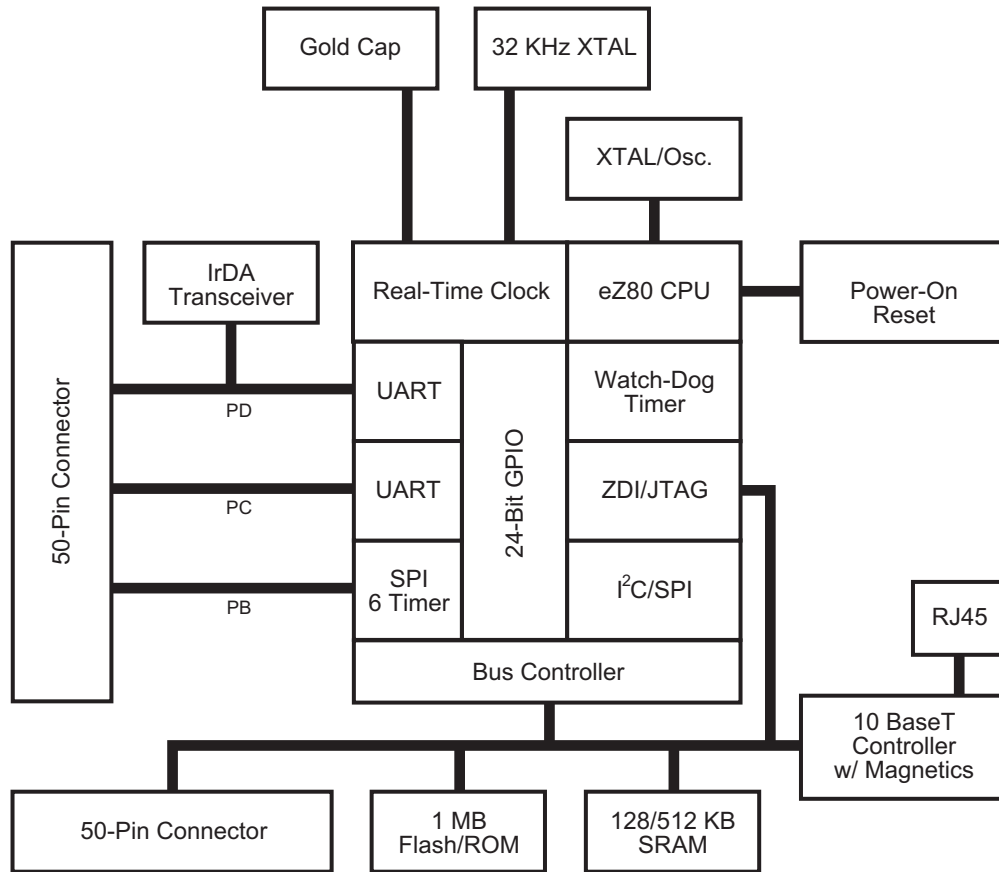 Gold Cap
32 KHz XTAL
XTAL/Osc.
IrDA
Transceiver
Real-Time Clock
eZ80 CPU
Power-On
Reset
50-Pin Connector
PD
UART
24-Bit GPIO
Watch-Dog
Timer
PC
UART
ZDI/JTAG
PB
SPI
6 Timer
I²C/SPI
RJ45
Bus Controller
10 BaseT
Controller
w/ Magnetics
50-Pin Connector
1 MB
Flash/ROM
128/512 KB
SRAM